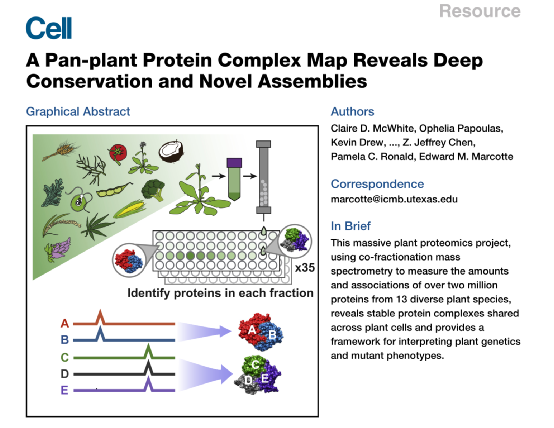 Resource
Cell
A Pan-plant Protein Complex Map Reveals Deep
Conservation and Novel Assemblies
Graphical Abstract
x35
Identify proteins in each fraction
A
B
C
D
E
A
B
C
D
E
Authors
Claire D. McWhite, Ophelia Papoulas,
Kevin Drew, ..., Z. Jeffrey Chen,
Pamela C. Ronald, Edward M. Marcotte
Correspondence
marcotte@icmb.utexas.edu
In Brief
This massive plant proteomics project,
using co-fractionation mass
spectrometry to measure the amounts
and associations of over two million
proteins from 13 diverse plant species,
reveals stable protein complexes shared
across plant cells and provides a
framework for interpreting plant genetics
and mutant phenotypes.